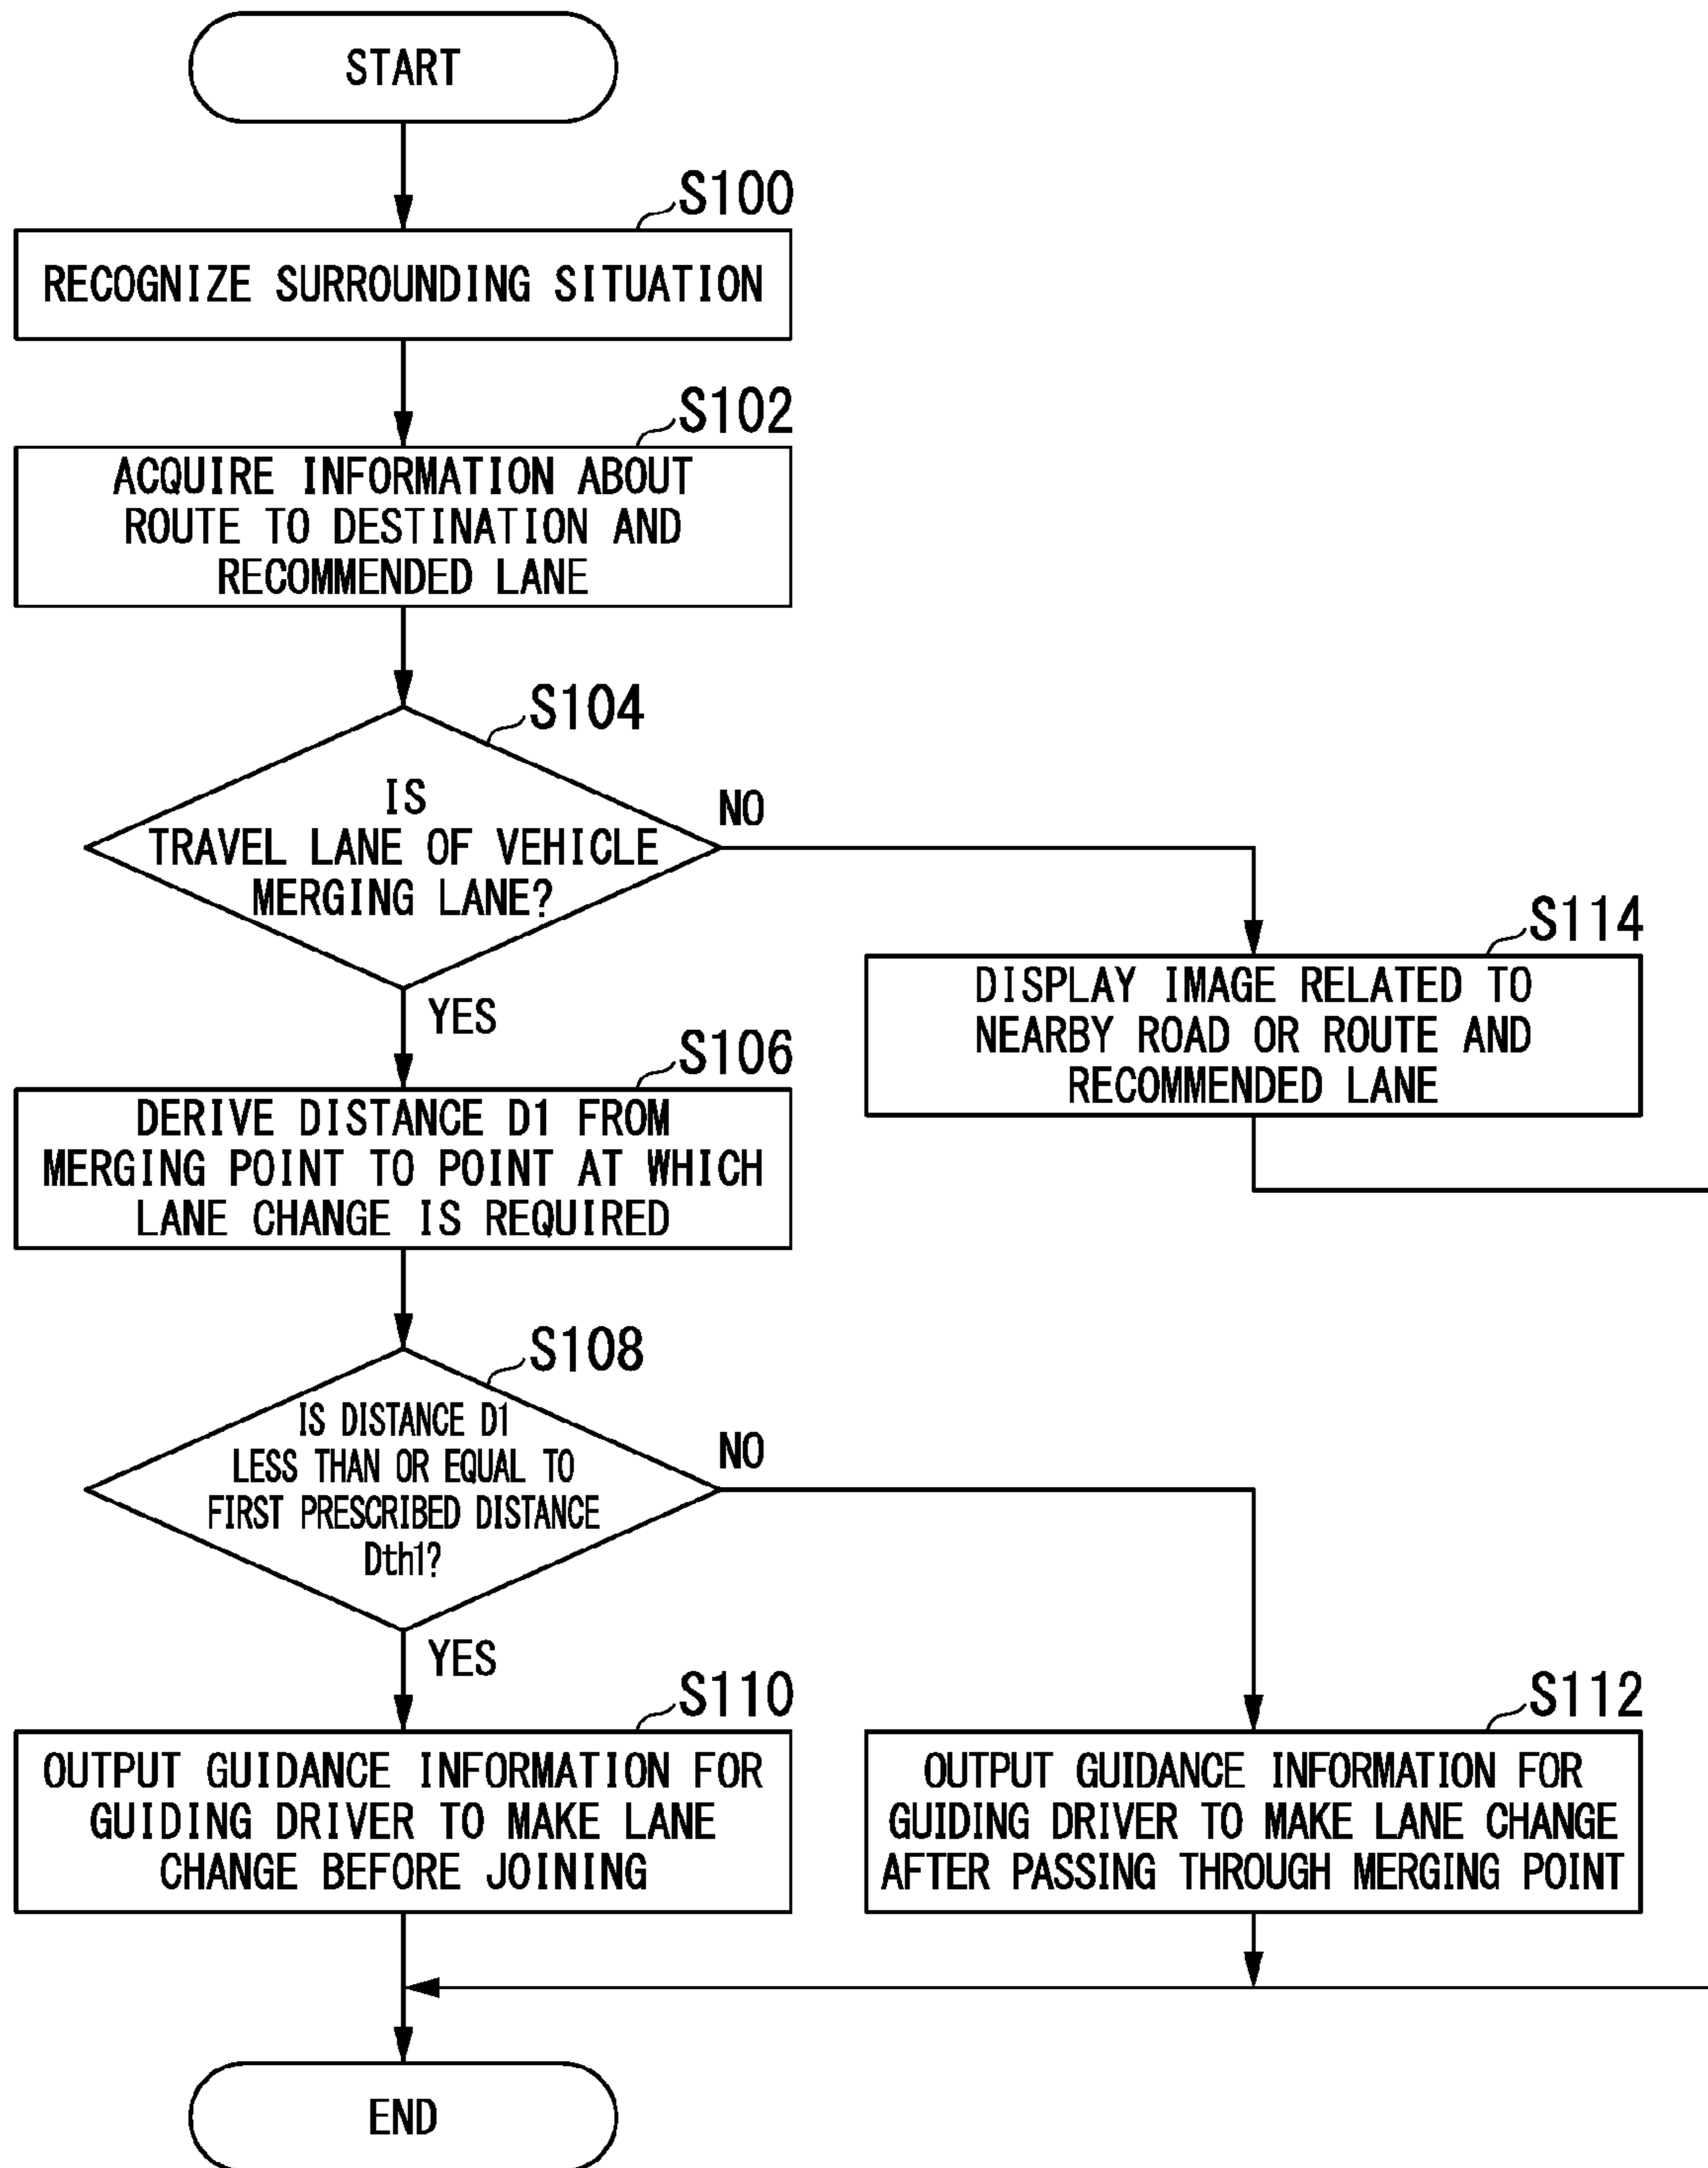 START
S100
RECOGNIZE SURROUNDING SITUATION
S102
ACQUIRE INFORMATION ABOUT
ROUTE TO DESTINATION AND
RECOMMENDED LANE
S104
IS
TRAVEL LANE OF VEHICLE
MERGING LANE?
NO
YES
S114
DISPLAY IMAGE RELATED TO
NEARBY ROAD OR ROUTE AND
RECOMMENDED LANE
S106
DERIVE DISTANCE D1 FROM
MERGING POINT TO POINT AT WHICH
LANE CHANGE IS REQUIRED
S108
IS DISTANCE D1
LESS THAN OR EQUAL TO
FIRST PRESCRIBED DISTANCE
Dth1?
NO
YES
S110
OUTPUT GUIDANCE INFORMATION FOR
GUIDING DRIVER TO MAKE LANE
CHANGE BEFORE JOINING
S112
OUTPUT GUIDANCE INFORMATION FOR
GUIDING DRIVER TO MAKE LANE CHANGE
AFTER PASSING THROUGH MERGING POINT
END